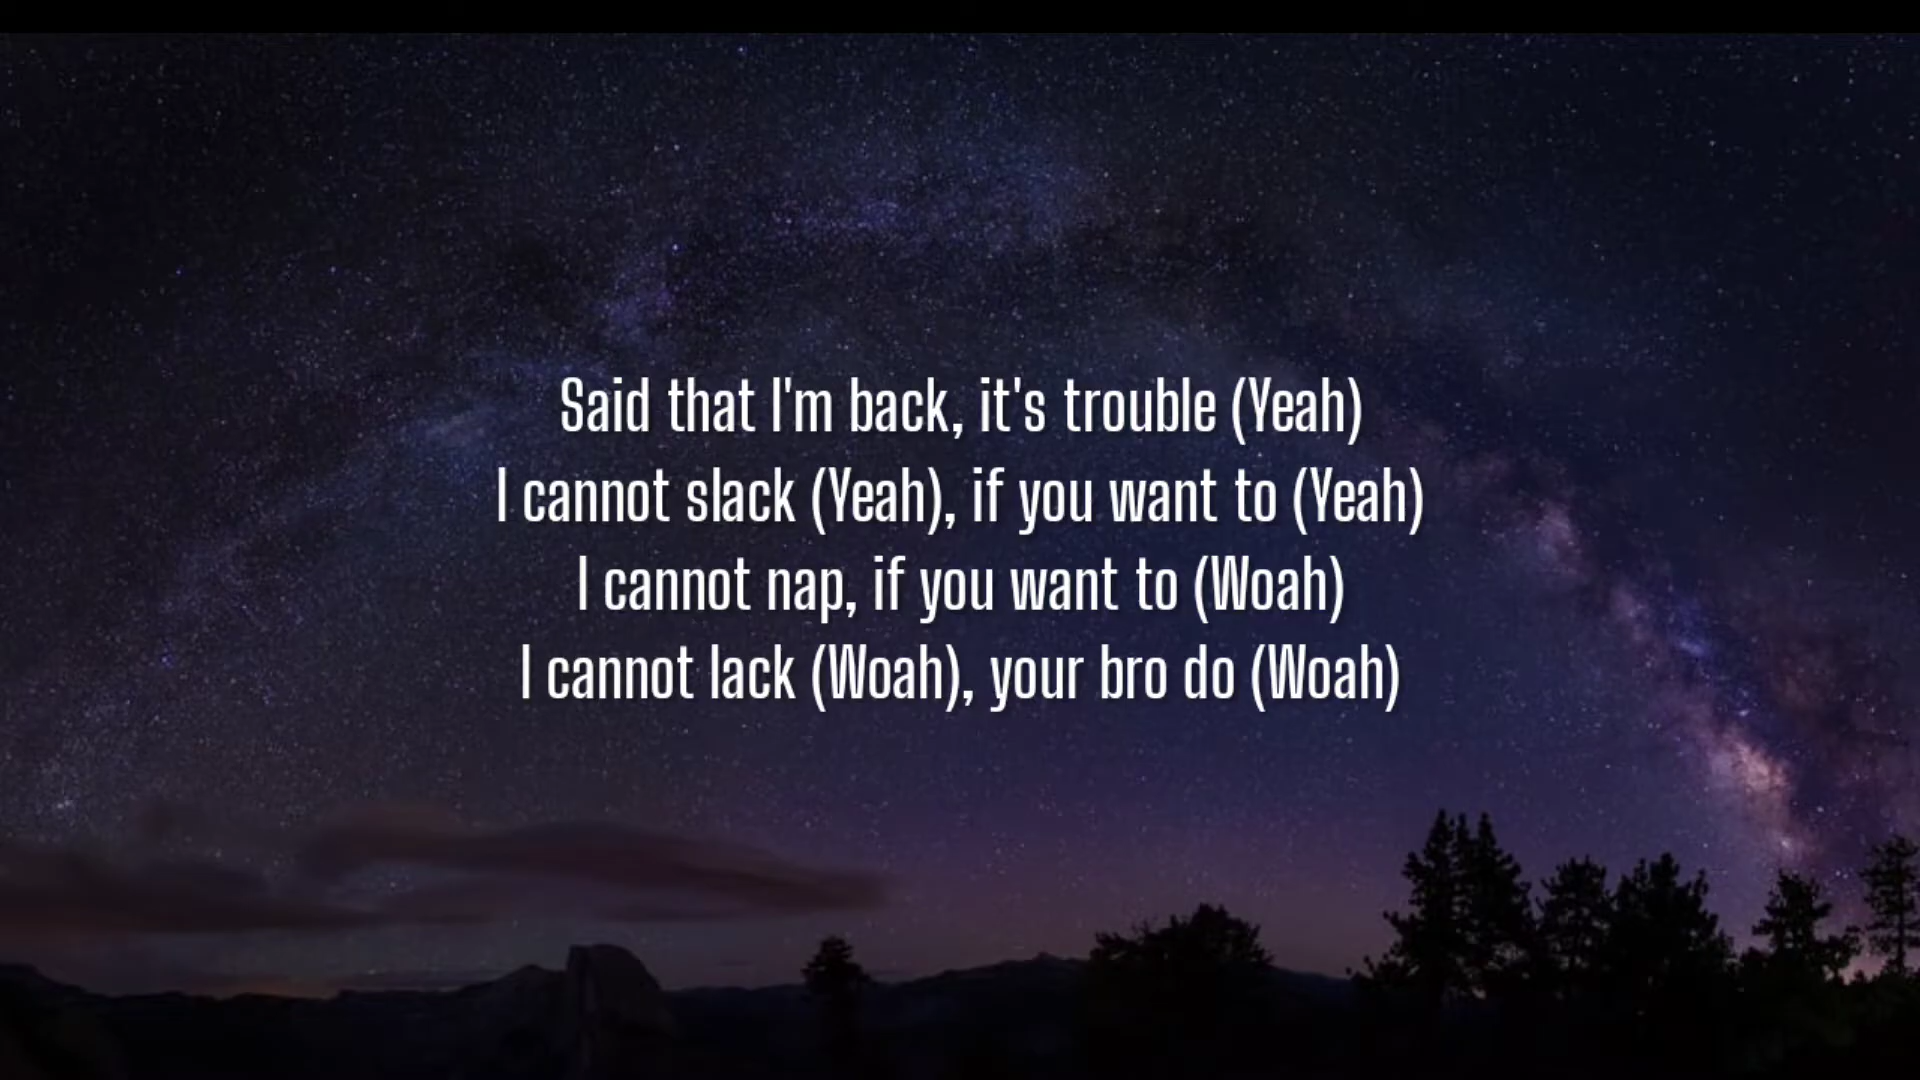 Said that I'm back, it's trouble (Yeah)
I cannot slack (Yeah), if you want to (Yeah)
I cannot nap, if you want to (Woah)
I cannot lack (Woah), your bro do (Woah)